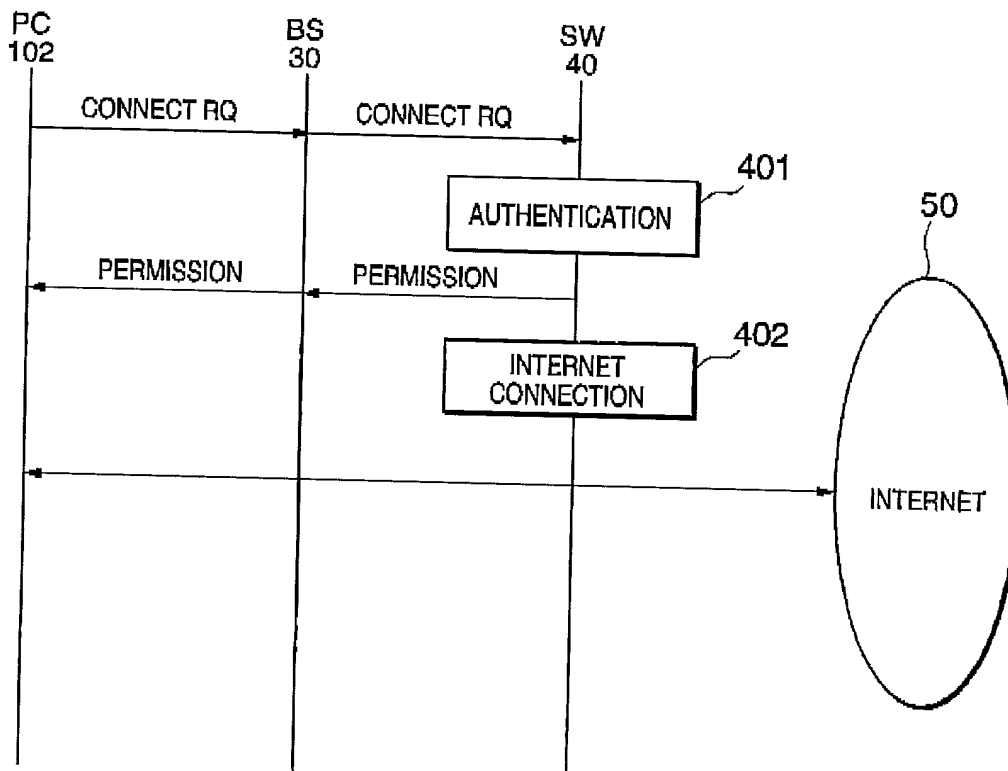 PC
102
BS
30
SW
40
CONNECT RQ
CONNECT RQ
401
AUTHENTICATION
50
PERMISSION
PERMISSION
402
INTERNET
CONNECTION
INTERNET